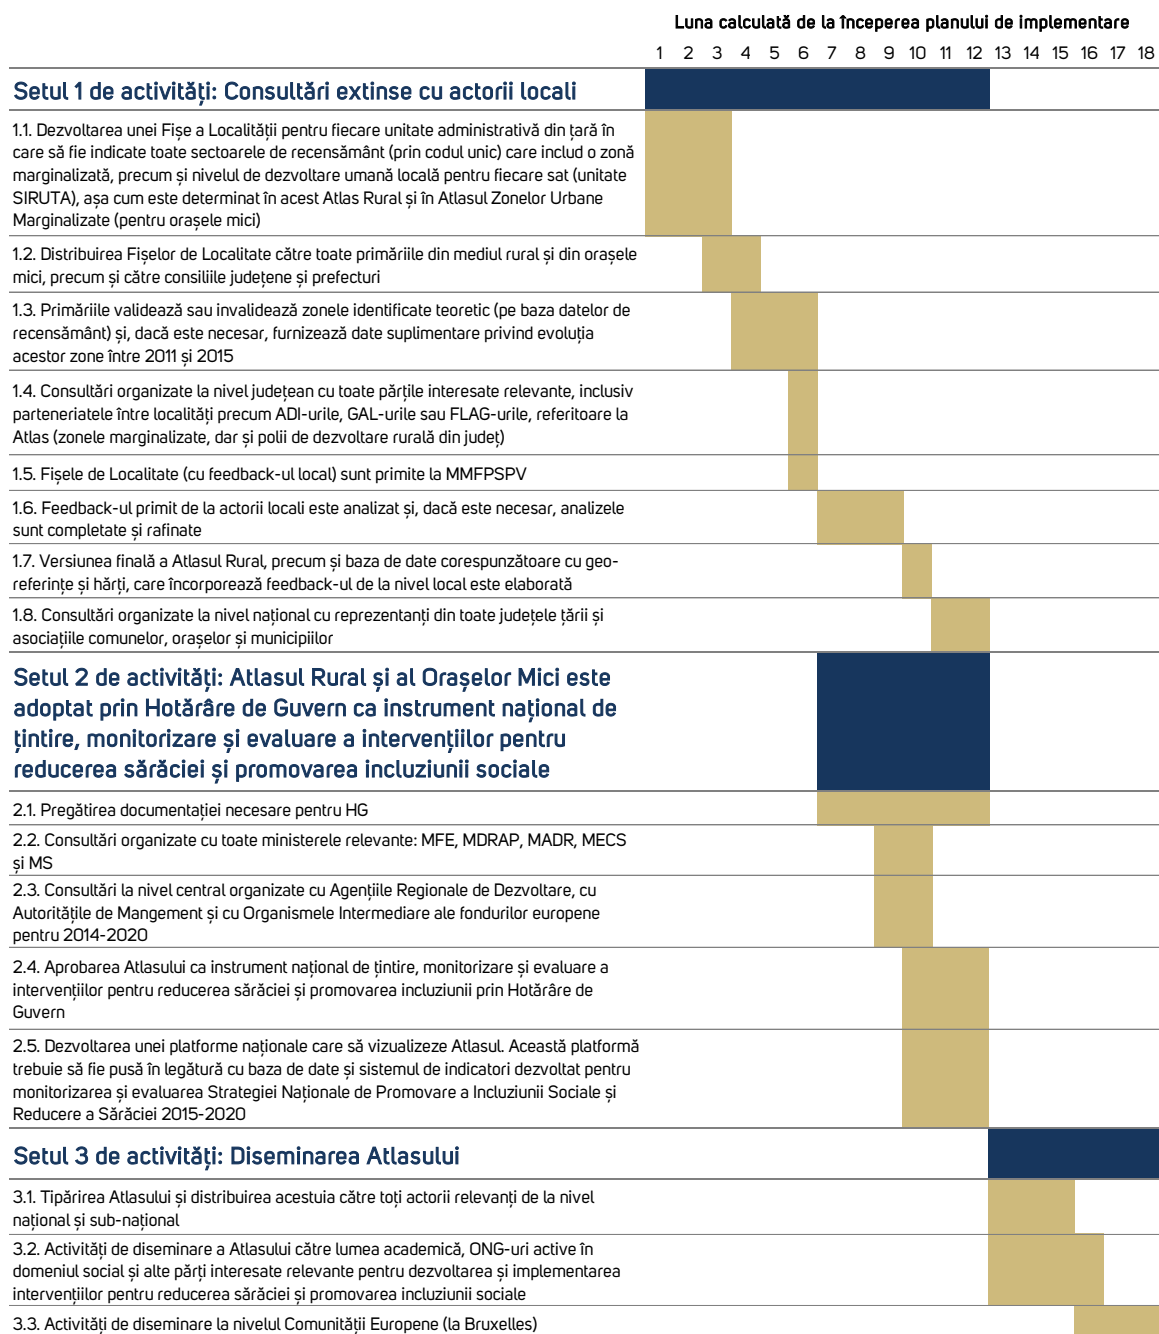 Luna calculată de la începerea planului de implementare
1 2 3 4 5 6 7 8 9 10 11 12 13 14 15 16 17 18
Setul 1 de activități: Consultări extinse cu actorii locali
1.1. Dezvoltarea unei Fișe a Localității pentru fiecare unitate administrativă din țară în
care să fie indicate toate sectoarele de recensământ (prin codul unic) care includ o zonă
marginalizată, precum și nivelul de dezvoltare umană locală pentru fiecare sat (unitate
SIRUTA), așa cum este determinat în acest Atlas Rural și în Atlasul Zonelor Urbane
Marginalizate (pentru orașele mici)
1.2. Distribuirea Fișelor de Localitate către toate primăriile din mediul rural și din orașele
mici, precum și către consiliile județene și prefecturi
1.3. Primăriile validează sau invalidează zonele identificate teoretic (pe baza datelor de
recensământ) și, dacă este necesar, furnizează date suplimentare privind evoluția
acestor zone între 2011 și 2015
1.4. Consultări organizate la nivel județean cu toate părțile interesate relevante, inclusiv
parteneriatele între localități precum ADI-urile, GAL-urile sau FLAG-urile, referitoare la
Atlas (zonele marginalizate, dar și polii de dezvoltare rurală din județ)
1.5. Fișele de Localitate (cu feedback-ul local) sunt primite la MMFPSPV
1.6. Feedback-ul primit de la actorii locali este analizat și, dacă este necesar, analizele
sunt completate și rafinate
1.7. Versiunea finală a Atlasul Rural, precum și baza de date corespunzătoare cu geo-
referințe și hărți, care încorporează feedback-ul de la nivel local este elaborată
1.8. Consultări organizate la nivel național cu reprezentanți din toate județele țării și
asociațiile comunelor, orașelor și municipiilor
Setul 2 de activități: Atlasul Rural și al Orașelor Mici este
adoptat prin Hotărâre de Guvern ca instrument național de
țintire, monitorizare și evaluare a intervențiilor pentru
reducerea sărăciei și promovarea incluziunii sociale
2.1. Pregătirea documentației necesare pentru HG
2.2. Consultări organizate cu toate ministerele relevante: MFE, MDRAP, MADR, MECS
și MS
2.3. Consultări la nivel central organizate cu Agențiile Regionale de Dezvoltare, cu
Autoritățile de Mangement și cu Organismele Intermediare ale fondurilor europene
pentru 2014-2020
2.4. Aprobarea Atlasului ca instrument național de țintire, monitorizare și evaluare a
intervențiilor pentru reducerea sărăciei și promovarea incluziunii prin Hotărâre de
Guvern
2.5. Dezvoltarea unei platforme naționale care să vizualizeze Atlasul. Această platformă
trebuie să fie pusă în legătură cu baza de date și sistemul de indicatori dezvoltat pentru
monitorizarea și evaluarea Strategiei Naționale de Promovare a Incluziunii Sociale și
Reducere a Sărăciei 2015-2020
Setul 3 de activități: Diseminarea Atlasului
3.1. Tipărirea Atlasului și distribuirea acestuia către toți actorii relevanți de la nivel
național și sub-național
3.2. Activități de diseminare a Atlasului către lumea academică, ONG-uri active în
domeniul social și alte părți interesate relevante pentru dezvoltarea și implementarea
intervențiilor pentru reducerea sărăciei și promovarea incluziunii sociale
3.3. Activități de diseminare la nivelul Comunității Europene (la Bruxelles)